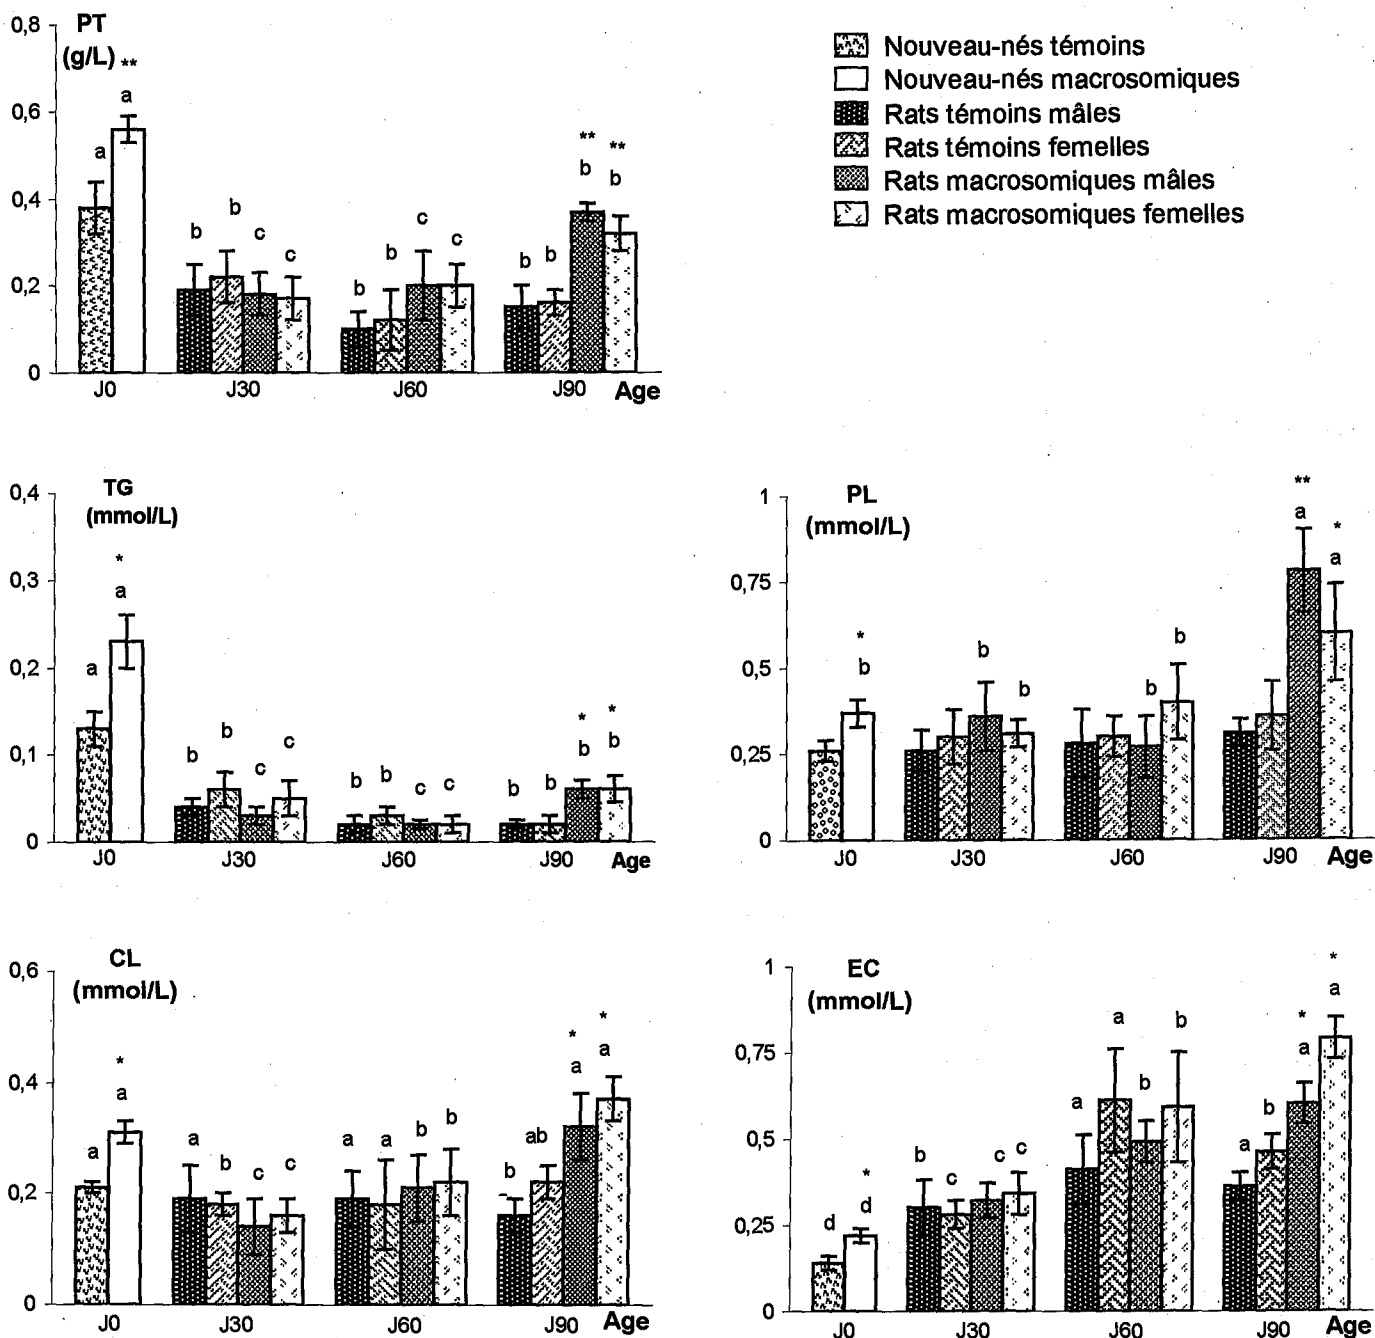 PT
(g/L)
0,8
0,6
0,4
0,2
0
**
a
a
b
b
c
c
b
b
c
c
b
b
**
b
**
b
J0
J30
J60
J90
Age
Nouveau-nés témoins
Nouveau-nés macrosomiques
Rats témoins mâles
Rats témoins femelles
Rats macrosomiques mâles
Rats macrosomiques femelles
TG
(mmol/L)
0,4
0,3
0,2
0,1
0
a
*
a
b
b
c
c
b
b
c
c
b
b
*
b
*
b
J0
J30
J60
J90
Age
PL
(mmol/L)
1
0,75
0,5
0,25
0
*
b
b
b
b
b
**
a
*
a
J0
J30
J60
J90
Age
CL
(mmol/L)
0,6
0,4
0,2
0
a
*
a
a
b
c
c
a
a
b
b
b
ab
*
a
*
a
J0
J30
J60
J90
Age
EC
(mmol/L)
1
0,75
0,5
0,25
0
d
*
d
b
c
c
c
a
a
b
b
a
b
*
a
*
a
J0
J30
J60
J90
Age